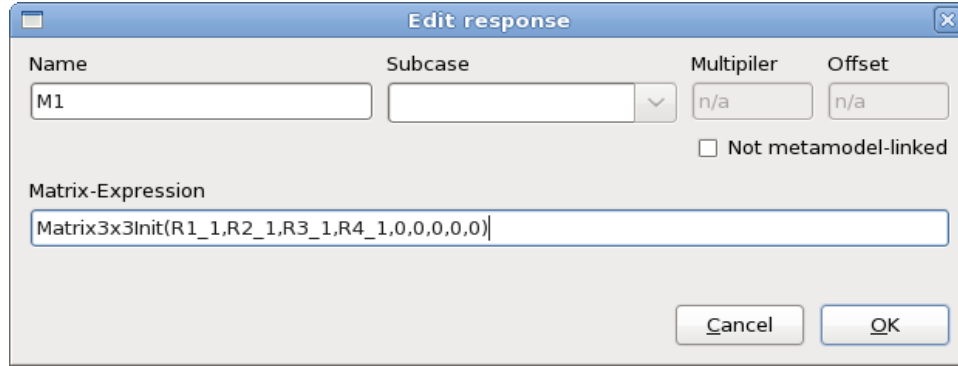 Edit response
Name Subcase Multipiler Offset
M1 n/a n/a
Not metamodel-linked
Matrix-Expression
Matrix3x3Init(R1_1,R2_1,R3_1,R4_1,0,0,0,0,0)
Cancel OK